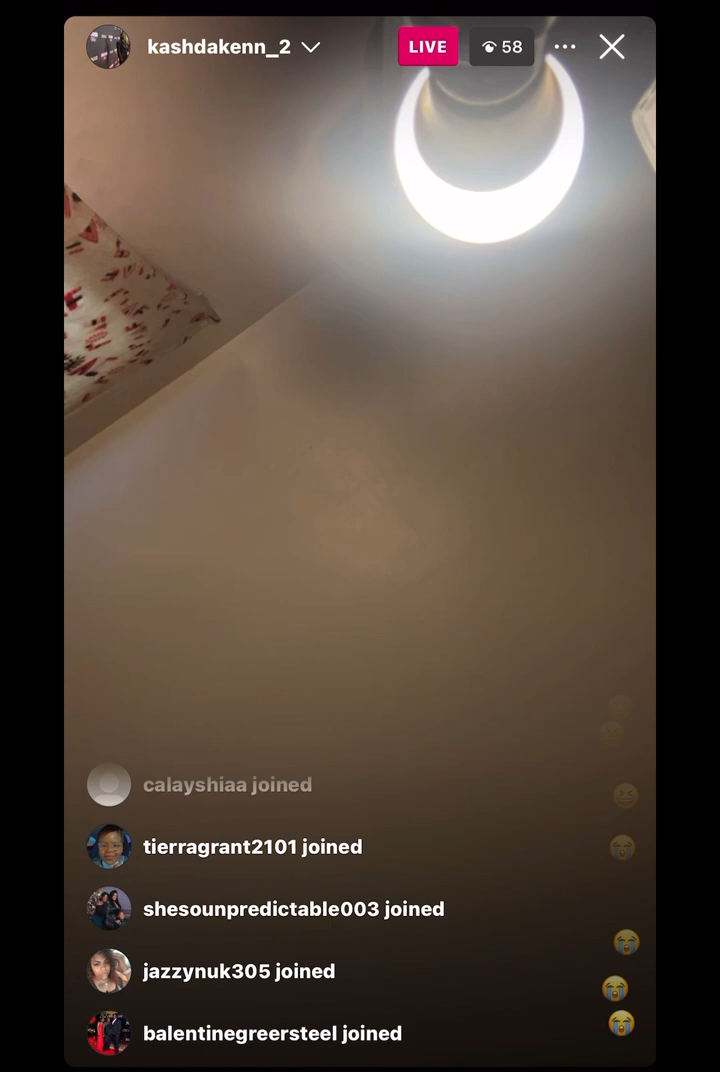 kashdakenn_2
LIVE
58
calayshiaa joined
tierragrant2101 joined
shesounpredictable003 joined
jazzynuk305 joined
balentinegreersteel joined